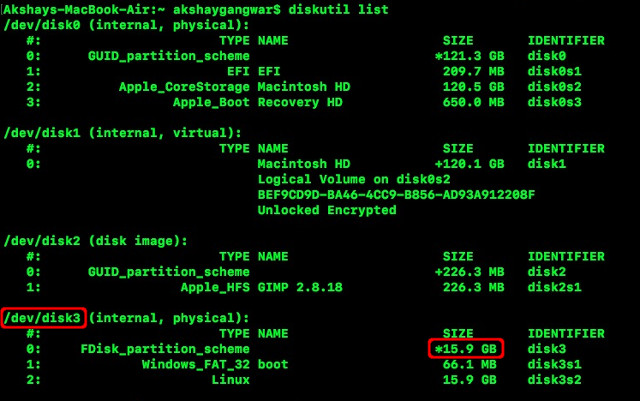 Akshays-MacBook-Air:~ akshaygangwar$ diskutil list
/dev/disk0 (internal, physical):
#: TYPE NAME SIZE IDENTIFIER
0: GUID_partition_scheme *121.3 GB disk0
1: EFI EFI 209.7 MB disk0s1
2: Apple_CoreStorage Macintosh HD 120.5 GB disk0s2
3: Apple_Boot Recovery HD 650.0 MB disk0s3
/dev/disk1 (internal, virtual):
#: TYPE NAME SIZE IDENTIFIER
0: Macintosh HD +120.1 GB disk1
Logical Volume on disk0s2
BEF9CD9D-BA46-4CC9-B856-AD93A912208F
Unlocked Encrypted
/dev/disk2 (disk image):
#: TYPE NAME SIZE IDENTIFIER
0: GUID_partition_scheme +226.3 MB disk2
1: Apple_HFS GIMP 2.8.18 226.3 MB disk2s1
/dev/disk3 (internal, physical):
#: TYPE NAME SIZE IDENTIFIER
0: FDisk_partition_scheme *15.9 GB disk3
1: Windows_FAT_32 boot 66.1 MB disk3s1
2: Linux 15.9 GB disk3s2